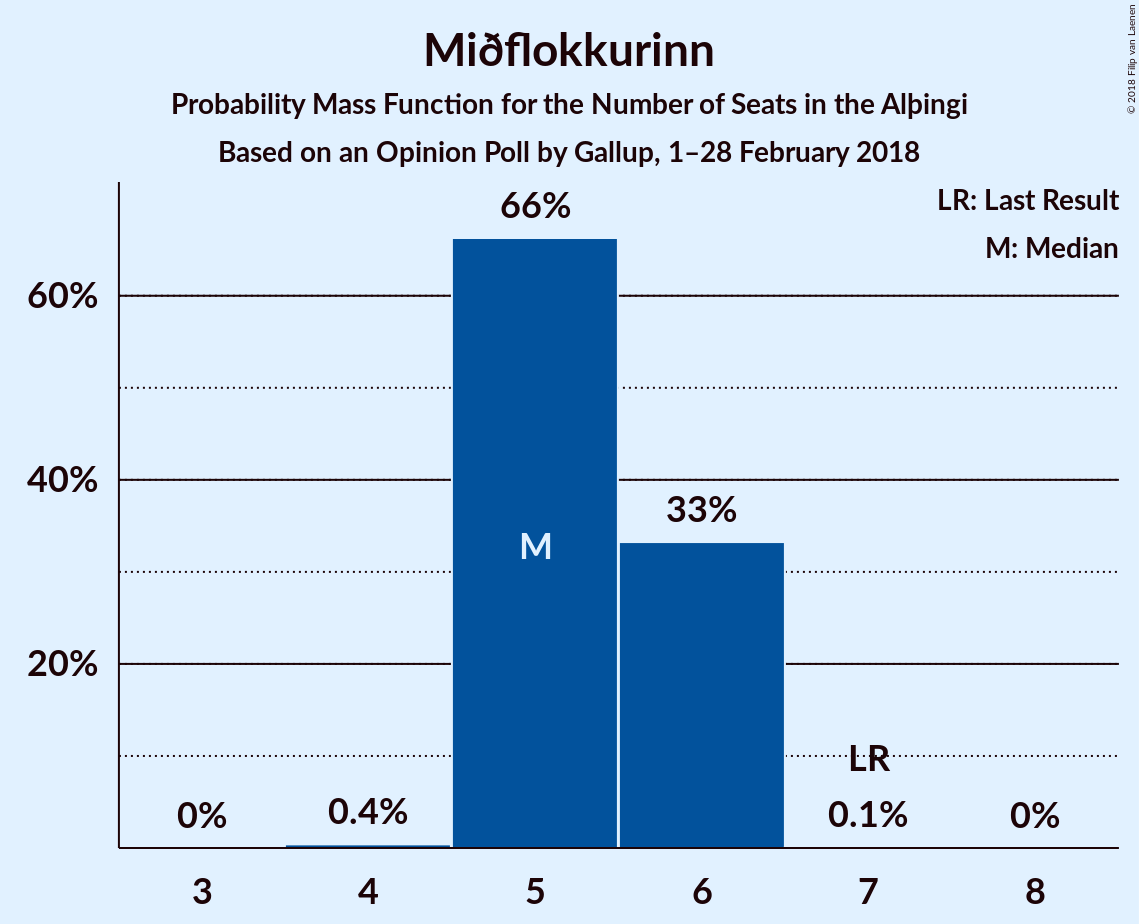 Miðflokkurinn
Probability Mass Function for the Number of Seats in the Alþingi
Based on an Opinion Poll by Gallup, 1–28 February 2018
© 2018 Filip van Laenen
LR: Last Result
M: Median
66%
60%
40%
33%
M
20%
LR
0%
0.4%
0.1%
0%
3
4
5
6
7
8